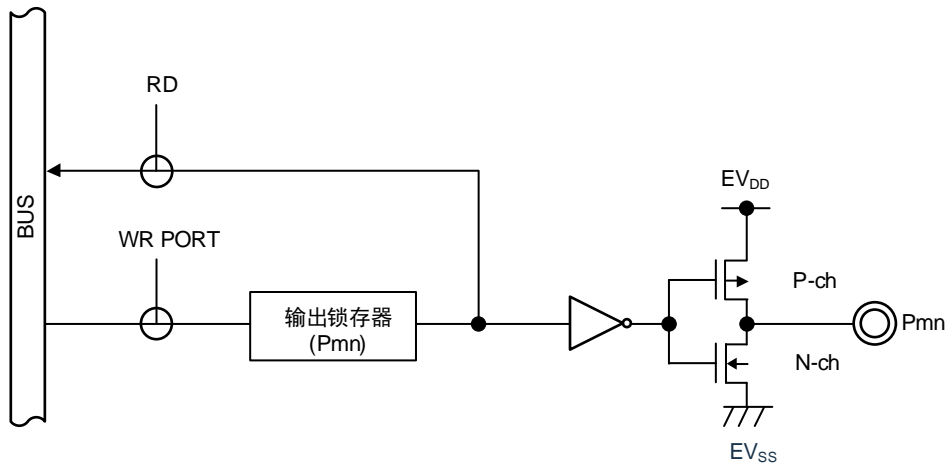 RD
EVDD
BUS
WR PORT
输出锁存器
(Pmn)
P-ch
Pmn
N-ch
EVSS